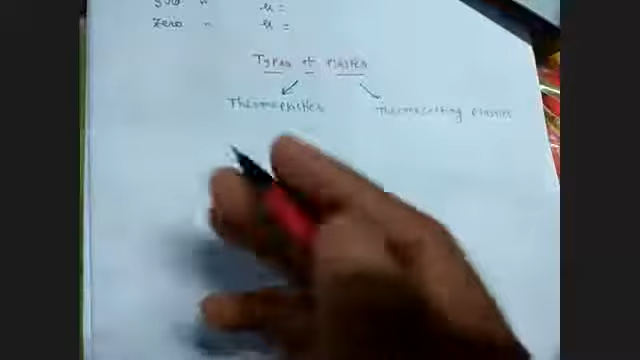 Zero " u =
Types of Plastics
Thermoplastics Thermosetting plastics